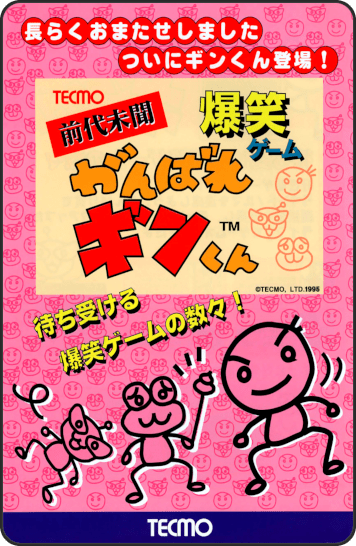 長らくおまたせしました
ついにギンくん登場!
TECMO
前代未聞
爆笑
ゲーム
がんばれ
ギンくん
TM
©TECMO, LTD.1995
待ち受ける
爆笑ゲームの数々!
TECMO